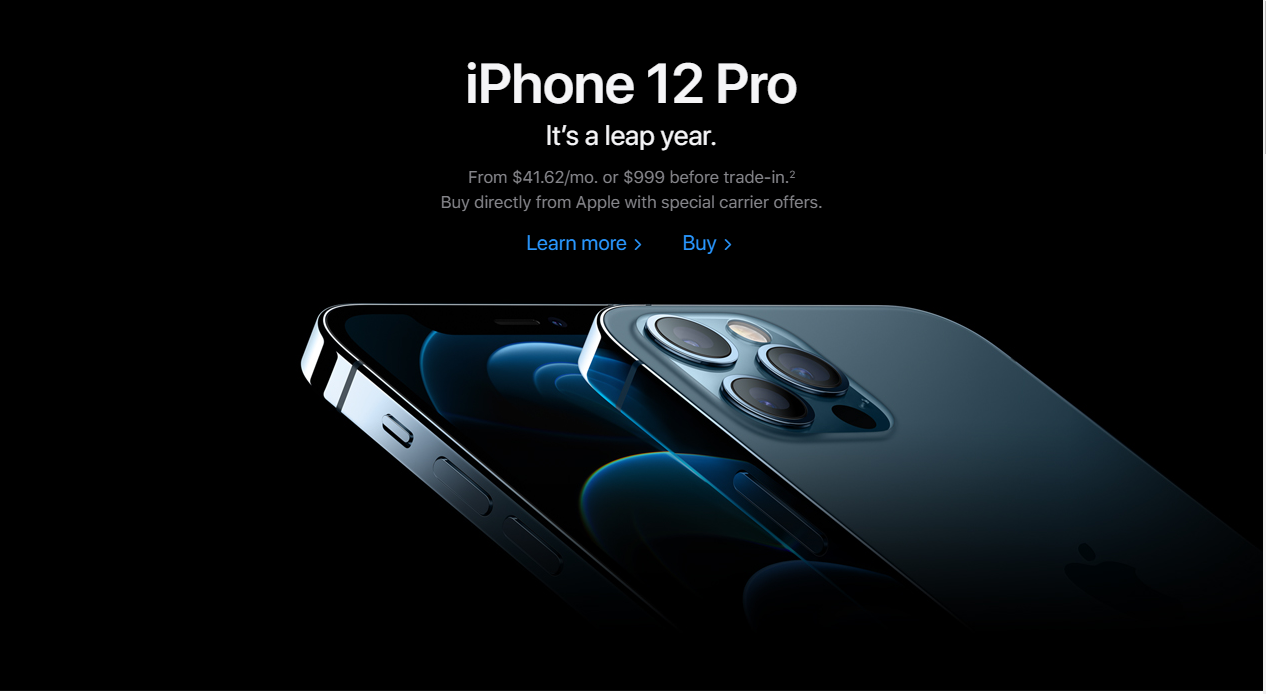 iPhone 12 Pro
It’s a leap year.
From $41.62/mo. or $999 before trade-in.²
Buy directly from Apple with special carrier offers.
Learn more > Buy >